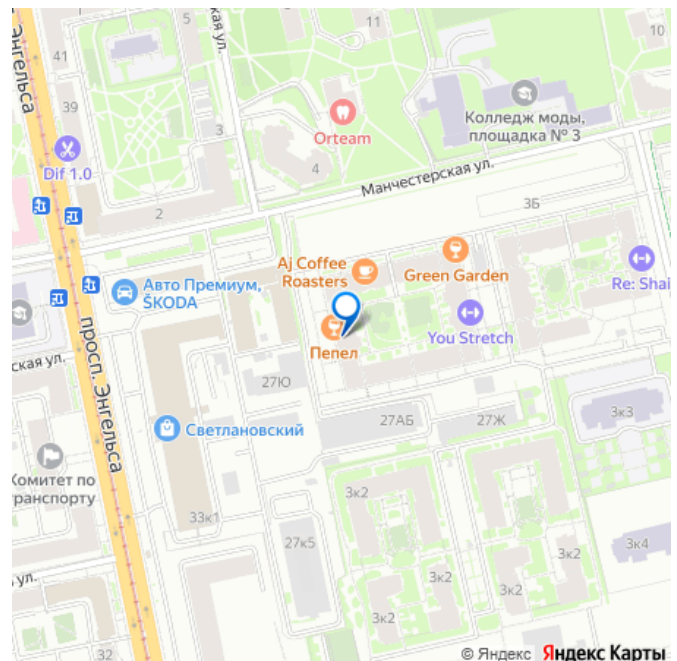 41
ская ул.
11
10
просп. Энгельса
39
3
Orteam
4
Колледж моды,
площадка № 3
Dif 1.0
Манчестерская ул.
2
3Б
Aj Coffee
Roasters
Green Garden
Re: Shai
Авто Премиум,
ŠKODA
You Stretch
Пепел
ская ул.
27Ю
просп. Энгельса
Светлановский
27АБ
27Ж
3к3
Комитет по
транспорту
3к2
33к1
27к5
3к2
3к4
3к2
3к2
ул.
3к2
32
© Яндекс Яндекс Карты